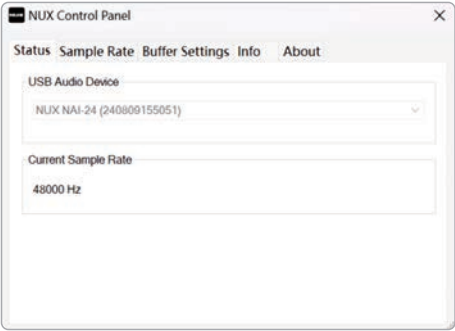 NUX Control Panel
Status Sample Rate Buffer Settings Info About
USB Audio Device
NUX NAI-24 (240809155051)
Current Sample Rate
48000 Hz